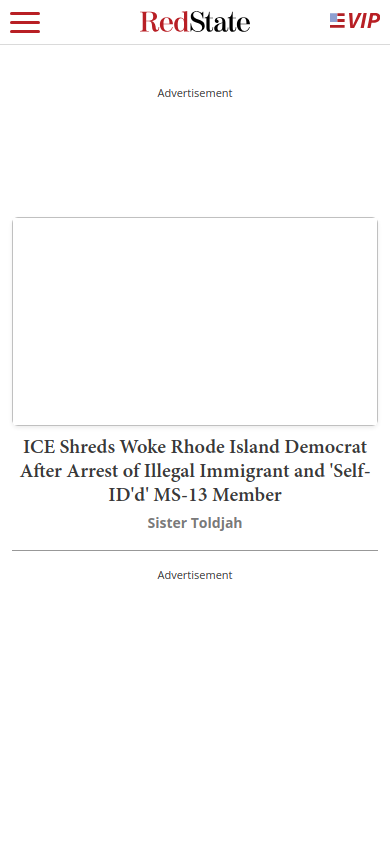 RedState
VIP
Advertisement
ICE Shreds Woke Rhode Island Democrat
After Arrest of Illegal Immigrant and 'Self-
ID'd' MS-13 Member
Sister Toldjah
Advertisement